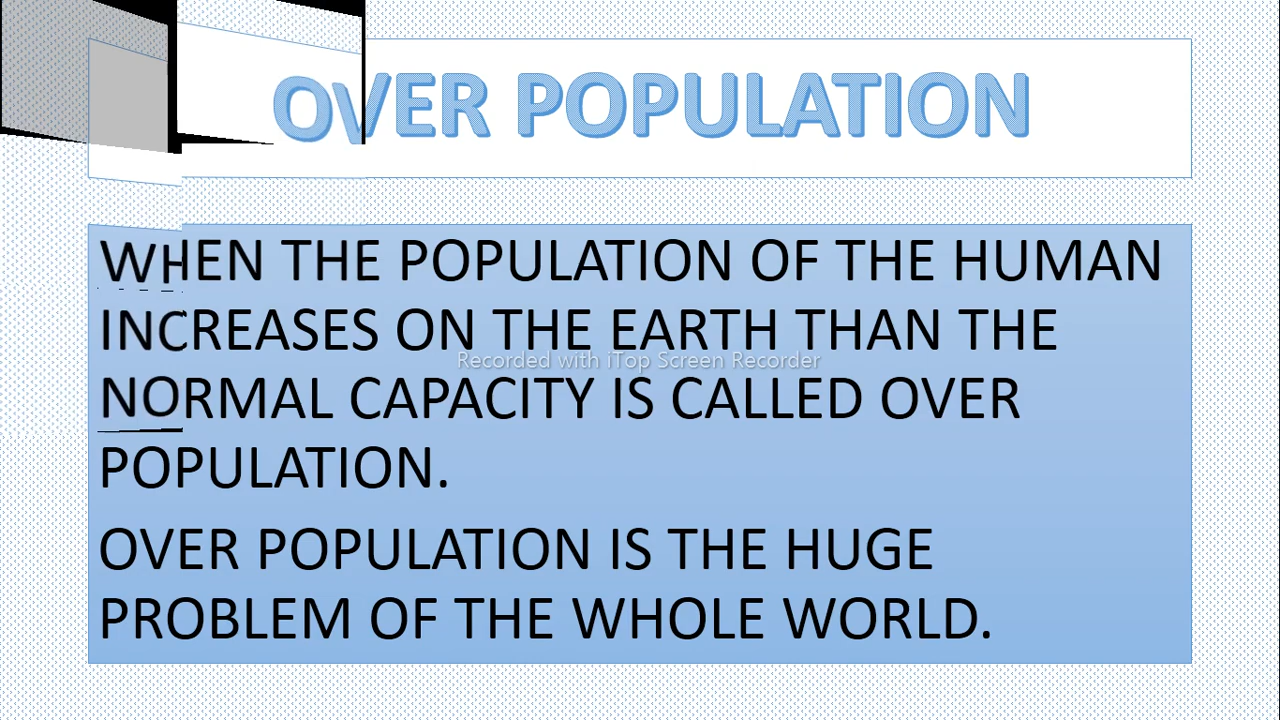 OVER POPULATION
WHEN THE POPULATION OF THE HUMAN
INCREASES ON THE EARTH THAN THE
Recorded with iTop Screen Recorder
NORMAL CAPACITY IS CALLED OVER
POPULATION.
OVER POPULATION IS THE HUGE
PROBLEM OF THE WHOLE WORLD.